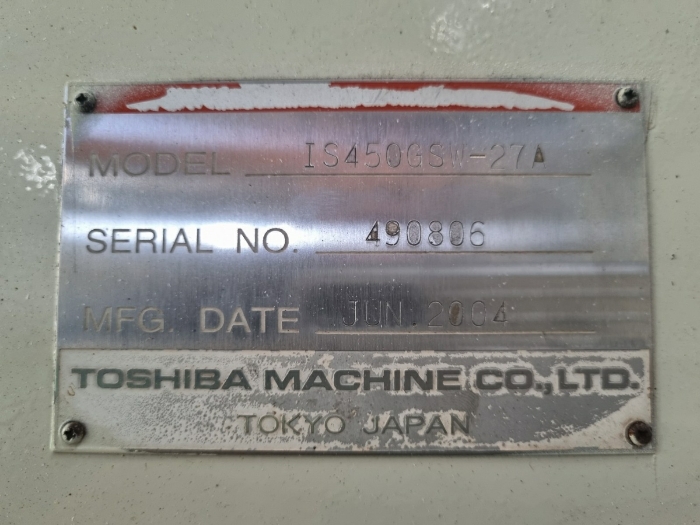 MODEL IS450GSW-27A
SERIAL NO. 490806
MFG. DATE JUN.2004
TOSHIBA MACHINE CO.,LTD.
TOKYO JAPAN